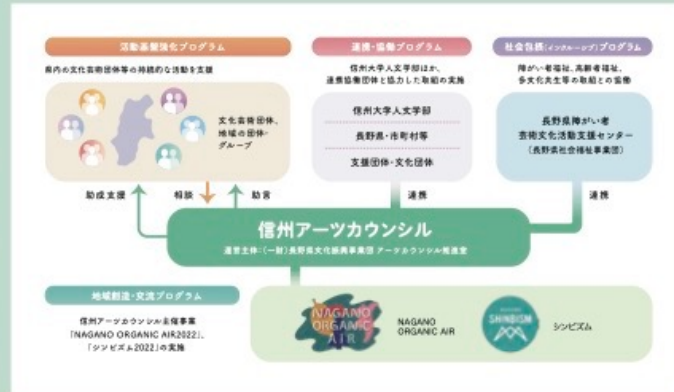 活動基盤強化プログラム
県内の文化芸術団体等の持続的な活動を支援
文化芸術団体、
地域の団体・
グループ
助成支援
相談
助言
連携・協働プログラム
信州大学人文学部ほか、
連携協働団体と協力した取組の実施
信州大学人文学部
長野県・市町村等
支援団体・文化団体
連携
社会包摂(インクルーシブ)プログラム
障がい者福祉、高齢者福祉、
多文化共生等の取組との協働
長野県障がい者
芸術文化活動支援センター
(長野県社会福祉事業団)
連携
信州アーツカウンシル
運営主体:(一財)長野県文化振興事業団 アーツカウンシル推進室
地域創造・交流プログラム
信州アーツカウンシル主催事業
「NAGANO ORGANIC AIR2022」、
「シンビズム2022」の実施
NAGANO
ORGANIC
AIR
NAGANO
ORGANIC AIR
SHINBISM
シンビズム